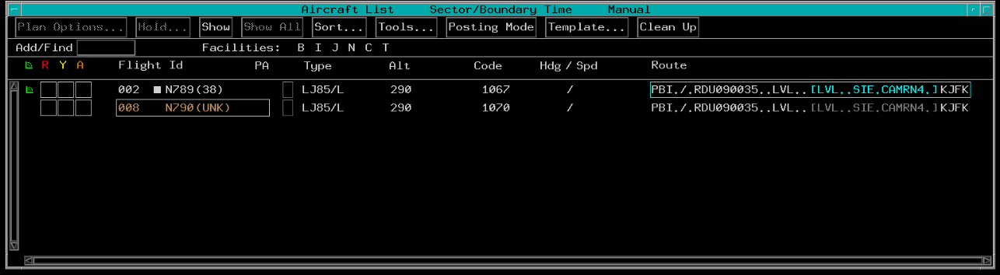 Aircraft List Sector/Boundary Time Manual
Plan Options... Hold... Show Show All Sort... Tools... Posting Mode Template... Clean Up
Add/Find Facilities: B I J N C T
R Y A Flight Id PA Type Alt Code Hdg / Spd Route
002 N789(38) LJ85/L 290 1067 / PBI./.RDU090035..LVL..[LVL..SIE.CAMRN4.]KJFK
008 N790(UNK) LJ85/L 290 1070 / PBI./.RDU090035..LVL..[LVL..SIE.CAMRN4.]KJFK